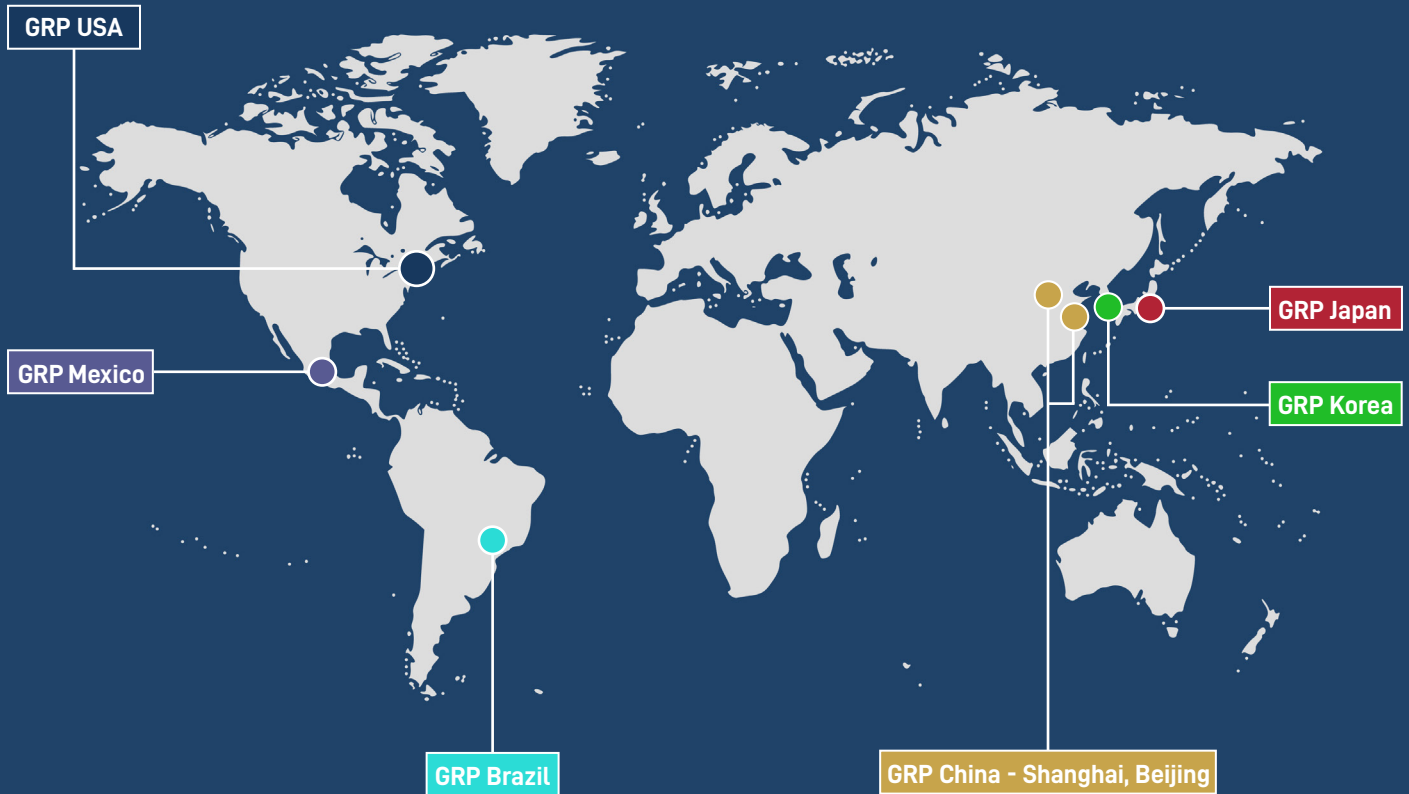 GRP USA
GRP Mexico
GRP Japan
GRP Korea
GRP Brazil
GRP China - Shanghai, Beijing